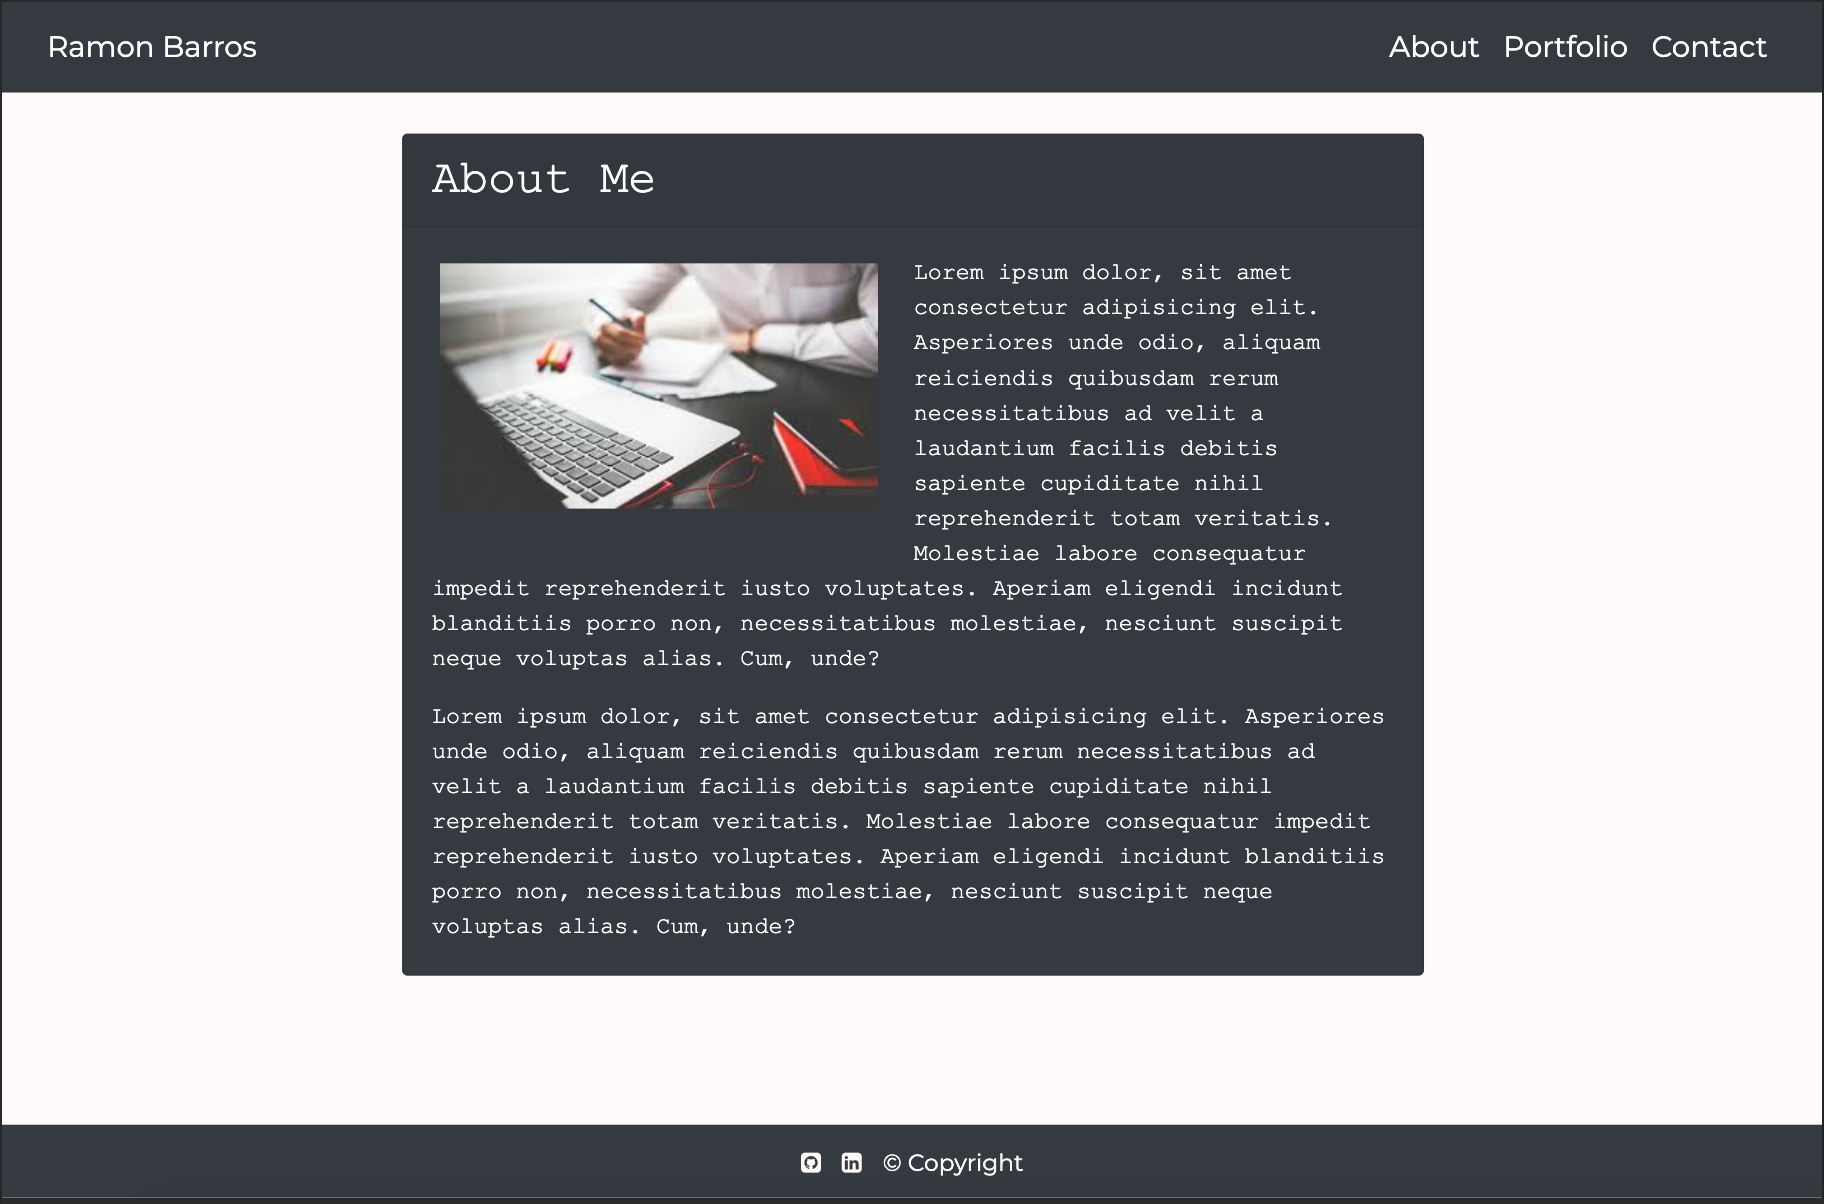 Ramon Barros
About Portfolio Contact
About Me
Lorem ipsum dolor, sit amet
consectetur adipisicing elit.
Asperiores unde odio, aliquam
reiciendis quibusdam rerum
necessitatibus ad velit a
laudantium facilis debitis
sapiente cupiditate nihil
reprehenderit totam veritatis.
Molestiae labore consequatur
impedit reprehenderit iusto voluptates. Aperiam eligendi incidunt
blanditiis porro non, necessitatibus molestiae, nesciunt suscipit
neque voluptas alias. Cum, unde?
Lorem ipsum dolor, sit amet consectetur adipisicing elit. Asperiores
unde odio, aliquam reiciendis quibusdam rerum necessitatibus ad
velit a laudantium facilis debitis sapiente cupiditate nihil
reprehenderit totam veritatis. Molestiae labore consequatur impedit
reprehenderit iusto voluptates. Aperiam eligendi incidunt blanditiis
porro non, necessitatibus molestiae, nesciunt suscipit neque
voluptas alias. Cum, unde?
in © Copyright